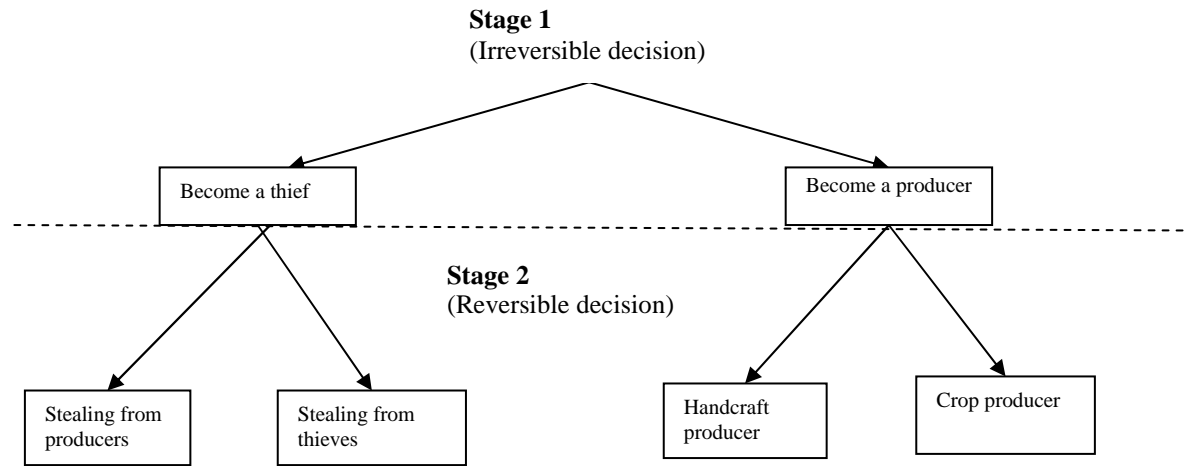 Stage 1
(Irreversible decision)
Become a thief
Become a producer
Stage 2
(Reversible decision)
Stealing from
producers
Stealing from
thieves
Handcraft
producer
Crop producer